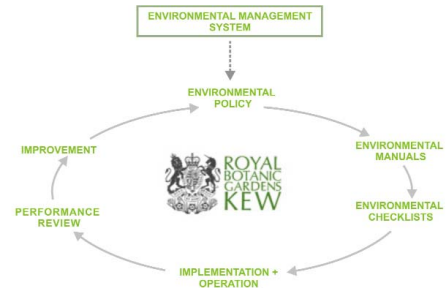 ENVIRONMENTAL MANAGEMENT
SYSTEM
ENVIRONMENTAL
POLICY
ENVIRONMENTAL
MANUALS
ENVIRONMENTAL
CHECKLISTS
IMPLEMENTATION +
OPERATION
PERFORMANCE
REVIEW
IMPROVEMENT
ROYAL
BOTANIC
GARDENS
KEW